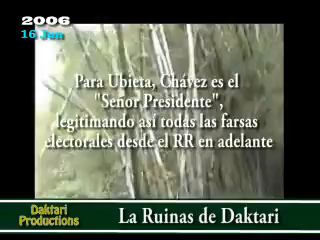 2006
16 Jan
Para Ubieta, Chávez es el
"Señor Presidente",
legitimando así todas las farsas
electorales desde el RR en adelante
Daktari
Productions
La Ruinas de Daktari